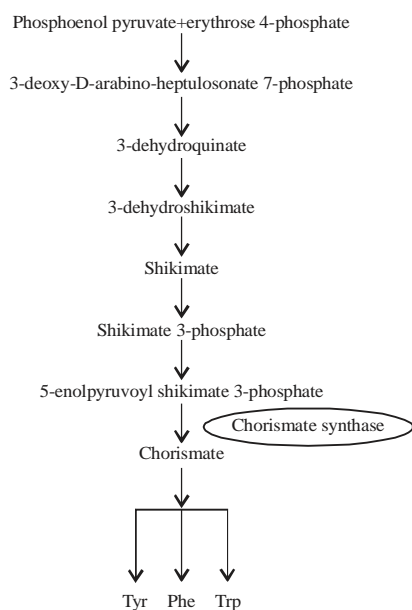 Phosphoenol pyruvate+erythrose 4-phosphate
3-deoxy-D-arabino-heptulosonate 7-phosphate
3-dehydroquinate
3-dehydroshikimate
Shikimate
Shikimate 3-phosphate
5-enolpyruvoyl shikimate 3-phosphate
Chorismate synthase
Chorismate
Tyr Phe Trp